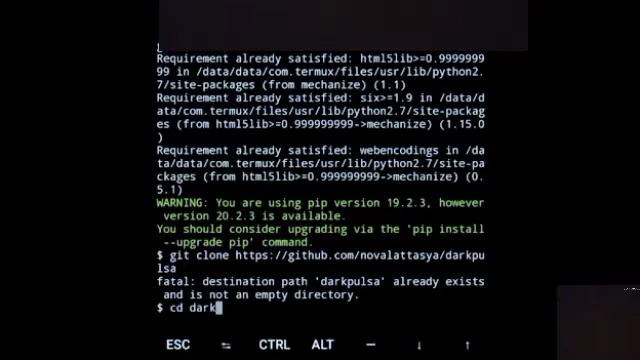 Requirement already satisfied: html5lib>=0.9999999
99 in /data/data/com.termux/files/usr/lib/python2.
7/site-packages (from mechanize) (1.1)
Requirement already satisfied: six>=1.9 in /data/d
ata/com.termux/files/usr/lib/python2.7/site-packag
es (from html5lib>=0.999999999->mechanize) (1.15.0
)
Requirement already satisfied: webencodings in /da
ta/data/com.termux/files/usr/lib/python2.7/site-pa
ckages (from html5lib>=0.999999999->mechanize) (0.
5.1)
WARNING: You are using pip version 19.2.3, however
version 20.2.3 is available.
You should consider upgrading via the 'pip install
--upgrade pip' command.
$ git clone https://github.com/novalattasya/darkpu
lsa
fatal: destination path 'darkpulsa' already exists
and is not an empty directory.
$ cd dark
ESC ⇆ CTRL ALT — ↓ ↑